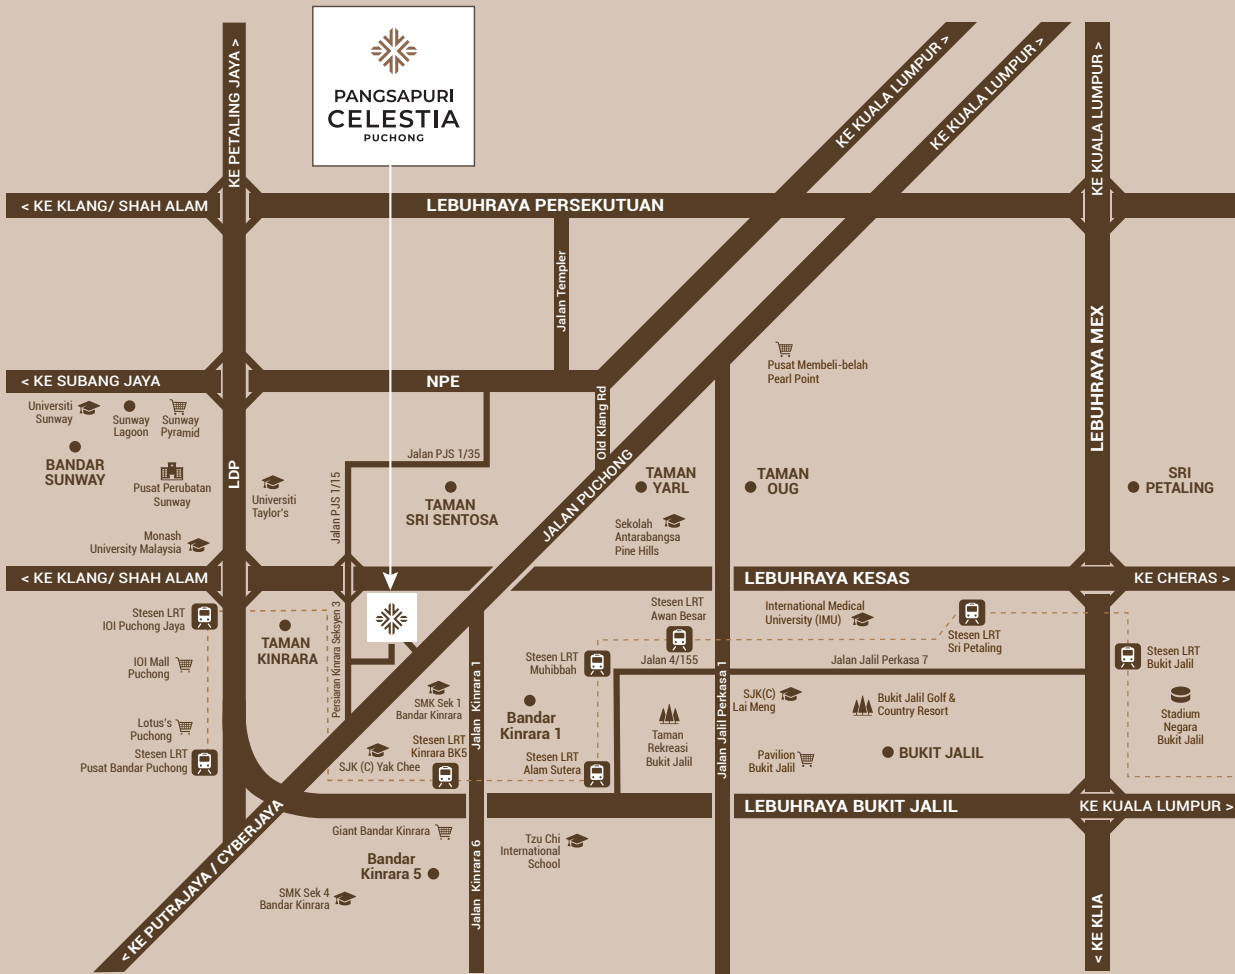 PANGSAPURI
CELESTIA
PUCHONG
KE PETALING JAYA >
KE KUALA LUMPUR >
KE KUALA LUMPUR >
KE KUALA LUMPUR >
< KE KLANG/ SHAH ALAM
LEBUHRAYA PERSEKUTUAN
Jalan Templer
LEBUHRAYA MEX
Pusat Membeli-belah
Pearl Point
< KE SUBANG JAYA
NPE
Old Klang Rd
Universiti
Sunway
Sunway
Lagoon
Sunway
Pyramid
BANDAR
SUNWAY
LDP
Pusat Perubatan
Sunway
Universiti
Taylor's
Monash
University Malaysia
Jalan PJS 1/35
Jalan PJS 1/15
TAMAN
SRI SENTOSA
JALAN PUCHONG
TAMAN
YARL
TAMAN
OUG
SRI
PETALING
Sekolah
Antarabangsa
Pine Hills
< KE KLANG/ SHAH ALAM
LEBUHRAYA KESAS
KE CHERAS >
Stesen LRT
IOI Puchong Jaya
TAMAN
KINRARA
Persiaran Kinrara Seksyen 3
Stesen LRT
Awan Besar
International Medical
University (IMU)
Stesen LRT
Sri Petaling
Stesen LRT
Bukit Jalil
IOI Mall
Puchong
Stesen LRT
Muhibbah
Jalan 4/155
Jalan Jalil Perkasa 7
Jalan Kinrara 1
Jalan Jalil Perkasa 1
SMK Sek 1
Bandar Kinrara
Bandar
Kinrara 1
SJK(C)
Lai Meng
Bukit Jalil Golf &
Country Resort
Stadium
Negara
Bukit Jalil
Lotus's
Puchong
Stesen LRT
Pusat Bandar Puchong
SJK (C) Yak Chee
Stesen LRT
Kinrara BK5
Stesen LRT
Alam Sutera
Taman
Rekreasi
Bukit Jalil
Pavilion
Bukit Jalil
BUKIT JALIL
LEBUHRAYA BUKIT JALIL
KE KUALA LUMPUR >
< KE PUTRAJAYA / CYBERJAYA
Giant Bandar Kinrara
Bandar
Kinrara 5
Jalan Kinrara 6
Tzu Chi
International
School
SMK Sek 4
Bandar Kinrara
< KE KLIA